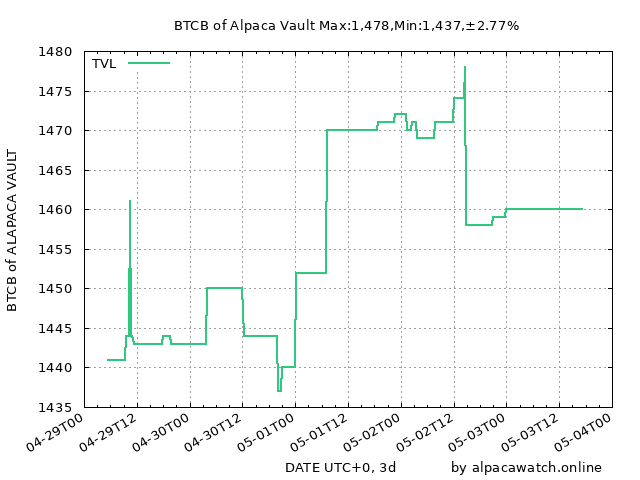 BTCB of Alpaca Vault Max:1,478,Min:1,437,±2.77%
TVL
1480
1475
1470
1465
1460
1455
1450
1445
1440
1435
BTCB of ALAPACA VAULT
04-29T00
04-29T12
04-30T00
04-30T12
05-01T00
05-01T12
05-02T00
05-02T12
05-03T00
05-03T12
05-04T00
DATE UTC+0, 3d
by alpacawatch.online